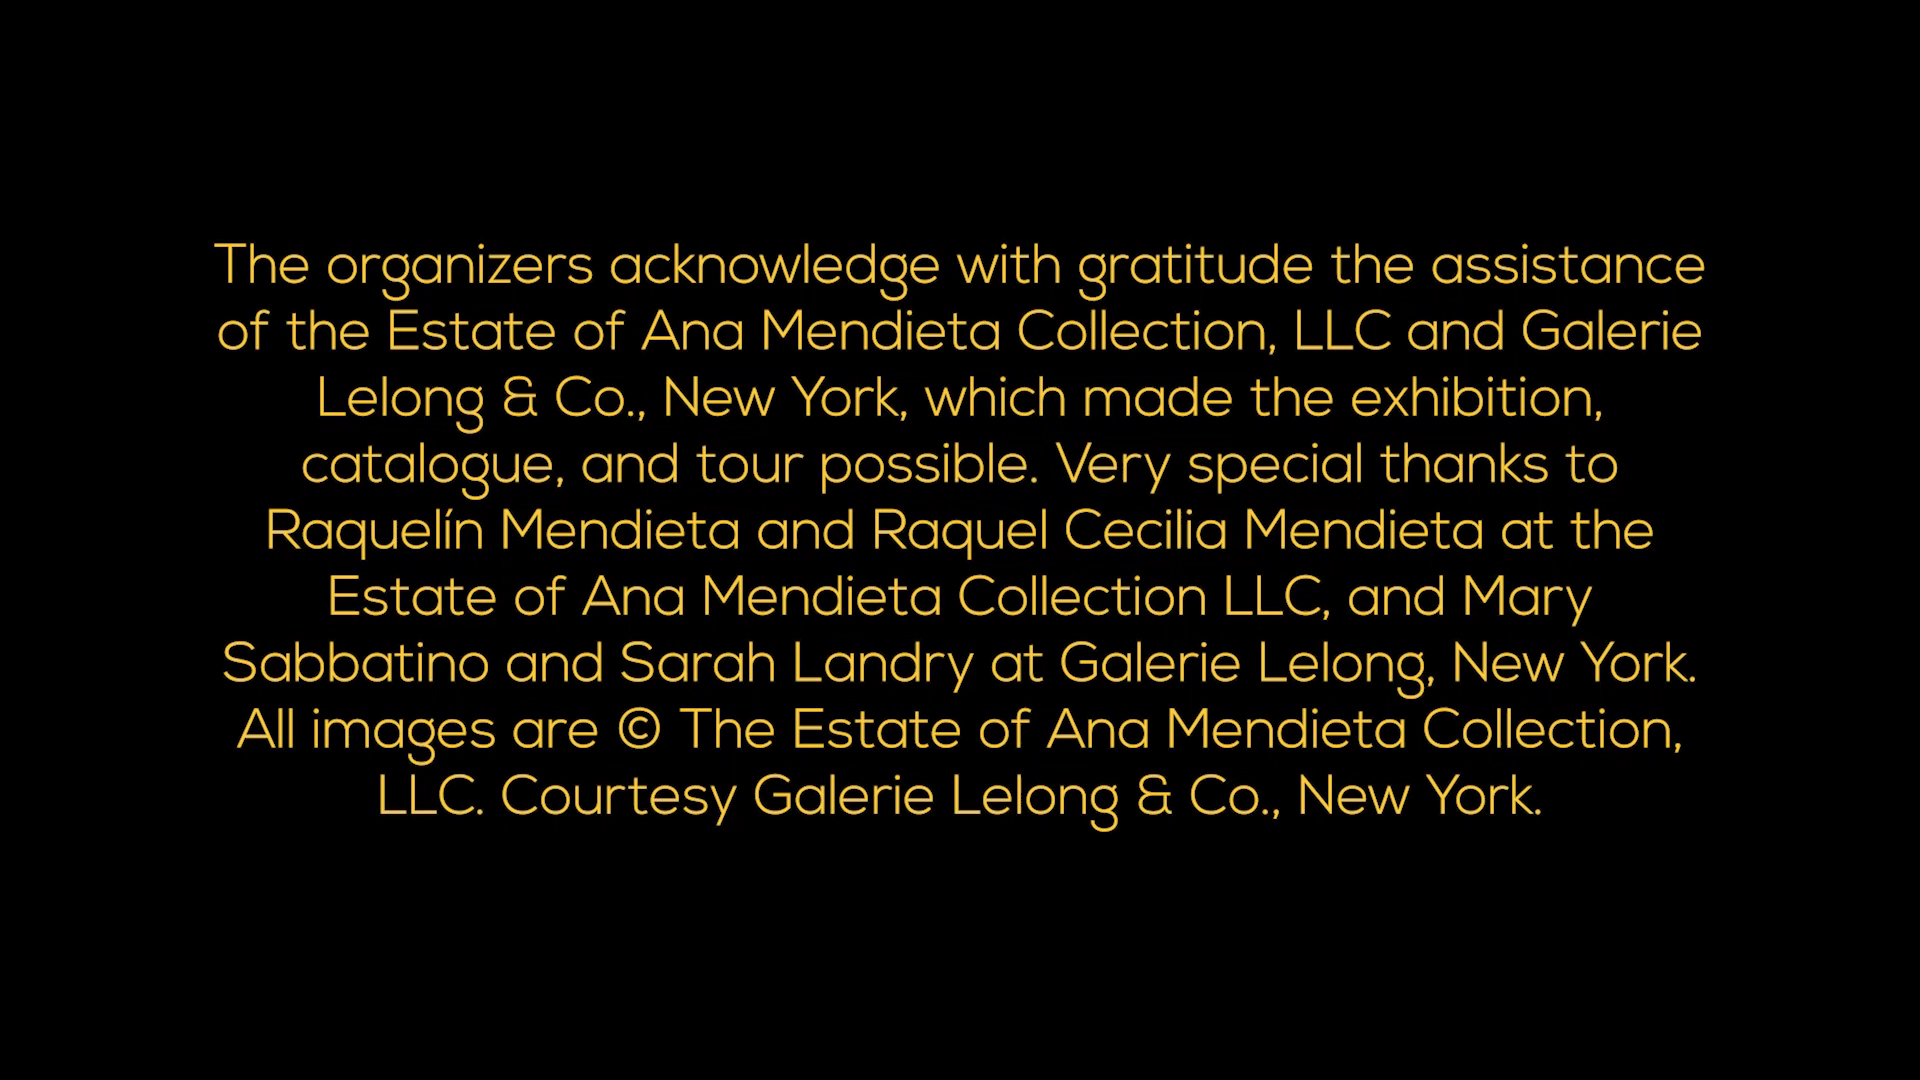 The organizers acknowledge with gratitude the assistance
of the Estate of Ana Mendieta Collection, LLC and Galerie
Lelong & Co., New York, which made the exhibition,
catalogue, and tour possible. Very special thanks to
Raquelín Mendieta and Raquel Cecilia Mendieta at the
Estate of Ana Mendieta Collection LLC, and Mary
Sabbatino and Sarah Landry at Galerie Lelong, New York.
All images are © The Estate of Ana Mendieta Collection,
LLC. Courtesy Galerie Lelong & Co., New York.